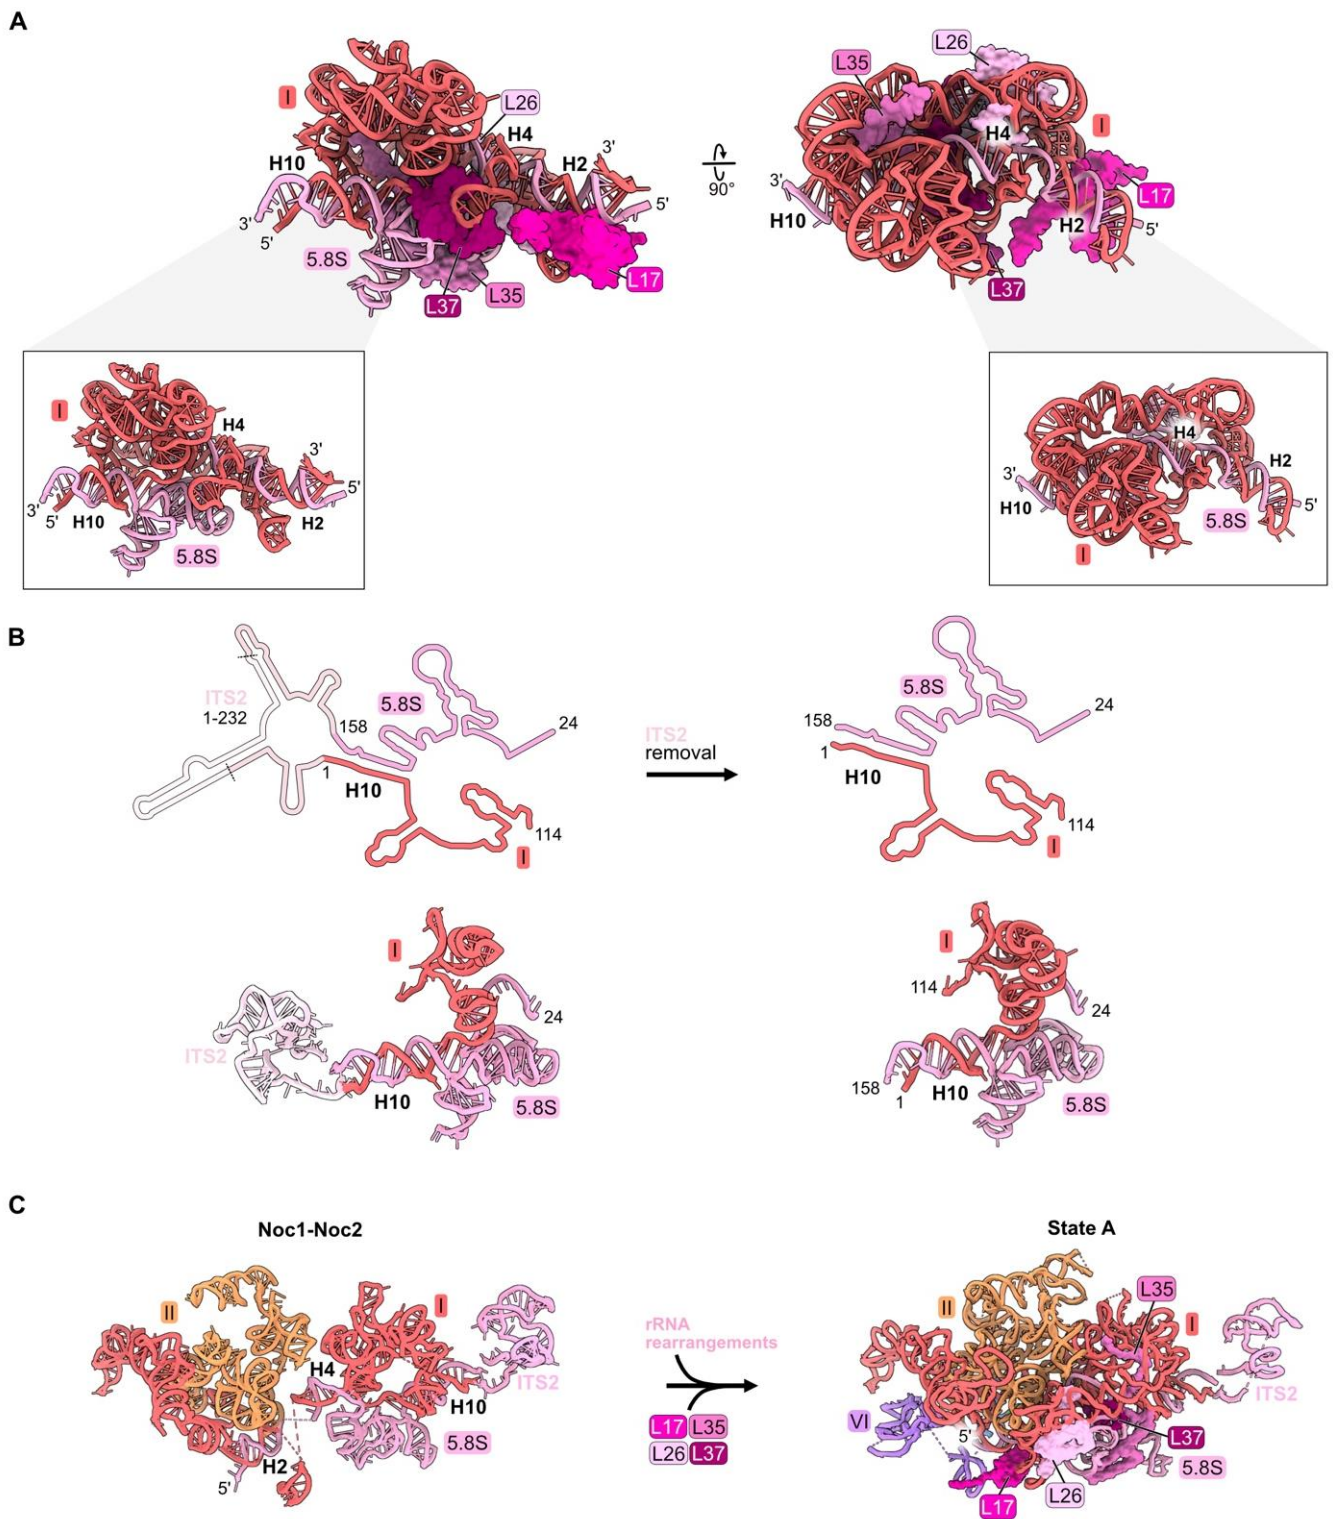 A
I
L26
H4
H10
H2
3'
5'
3'
5'
5.8S
L35
L37
L17
90°
L26
L35
H4
I
3'
H10
L17
H2
5'
L37
I
H4
3'
5'
3'
5'
H10
H2
5.8S
H4
3'
H2
H10
5'
5.8S
I
B
ITS2
1-232
158
5.8S
24
1
H10
114
I
ITS2
removal
5.8S
158
24
1
H10
114
I
I
24
ITS2
H10
5.8S
I
114
24
158
1
H10
5.8S
C
Noc1-Noc2
II
I
H4
ITS2
H10
5.8S
H2
5'
rRNA
rearrangements
L17 L35
L26 L37
State A
II
L35
I
ITS2
VI
5'
L37
5.8S
L26
L17